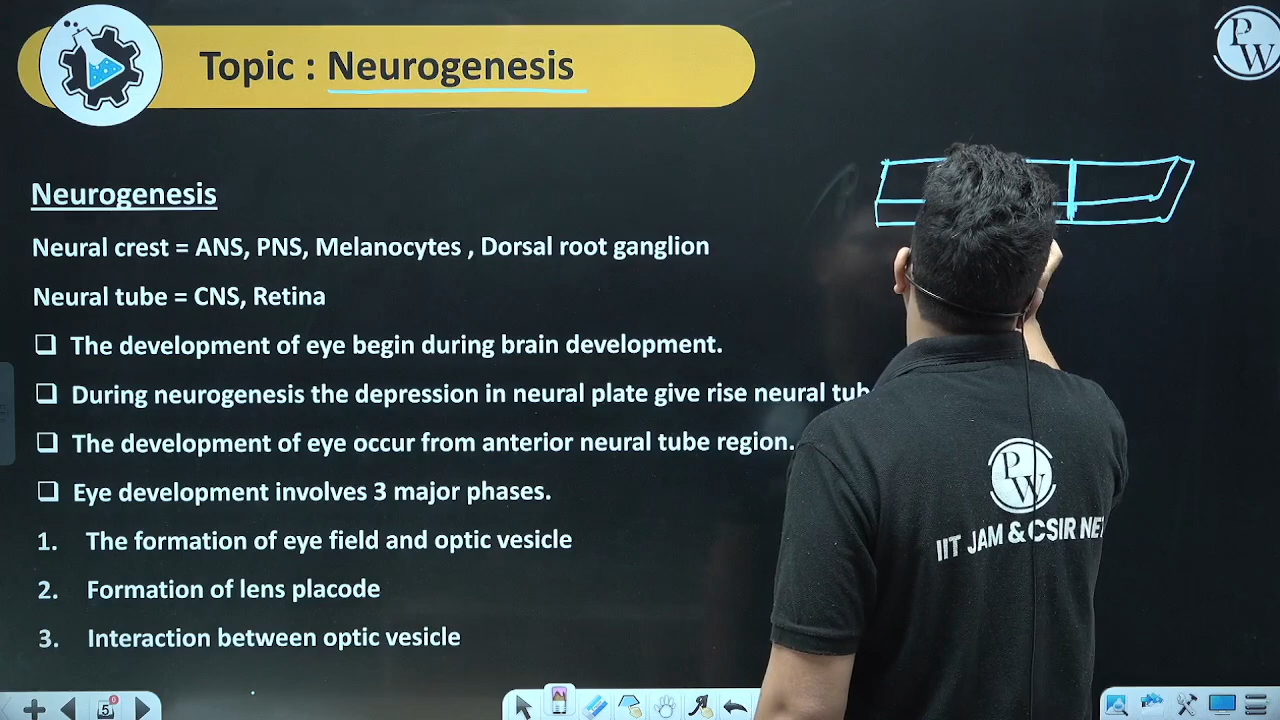 Topic : Neurogenesis
PW
Neurogenesis
Neural crest = ANS, PNS, Melanocytes , Dorsal root ganglion
Neural tube = CNS, Retina
❑ The development of eye begin during brain development.
❑ During neurogenesis the depression in neural plate give rise neural tub
❑ The development of eye occur from anterior neural tube region.
❑ Eye development involves 3 major phases.
1. The formation of eye field and optic vesicle
2. Formation of lens placode
3. Interaction between optic vesicle
PW
IIT JAM & CSIR NET
5
0